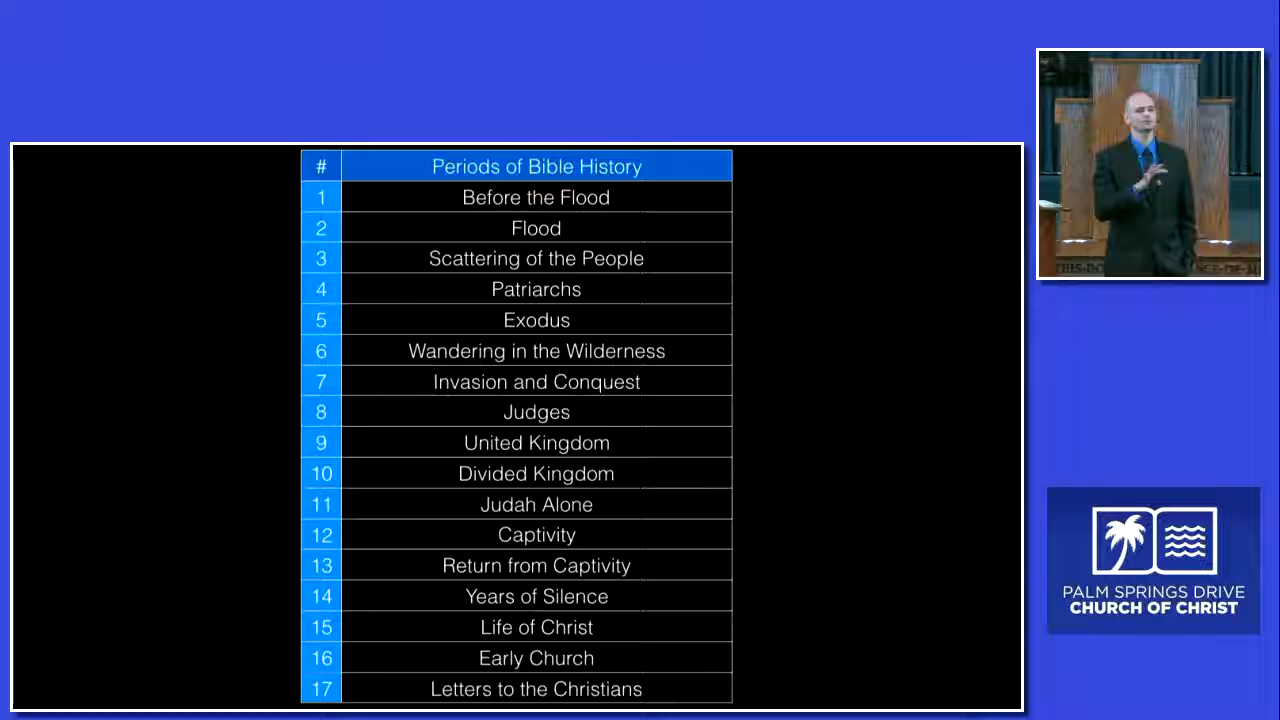 # Periods of Bible History
1 Before the Flood
2 Flood
3 Scattering of the People
4 Patriarchs
5 Exodus
6 Wandering in the Wilderness
7 Invasion and Conquest
8 Judges
9 United Kingdom
10 Divided Kingdom
11 Judah Alone
12 Captivity
13 Return from Captivity
14 Years of Silence
15 Life of Christ
16 Early Church
17 Letters to the Christians
THIS DO
PALM SPRINGS DRIVE
CHURCH OF CHRIST